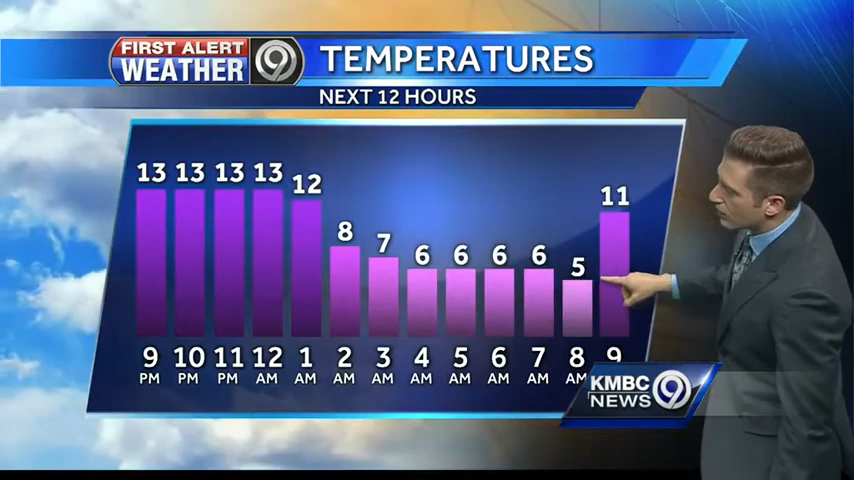 FIRST ALERT
WEATHER 9
TEMPERATURES
NEXT 12 HOURS
13 13 13 13 12 8 7 6 6 6 6 5 11
9 10 11 12 1 2 3 4 5 6 7 8 9
PM PM PM AM AM AM AM AM AM AM AM AM
KMBC 9
NEWS